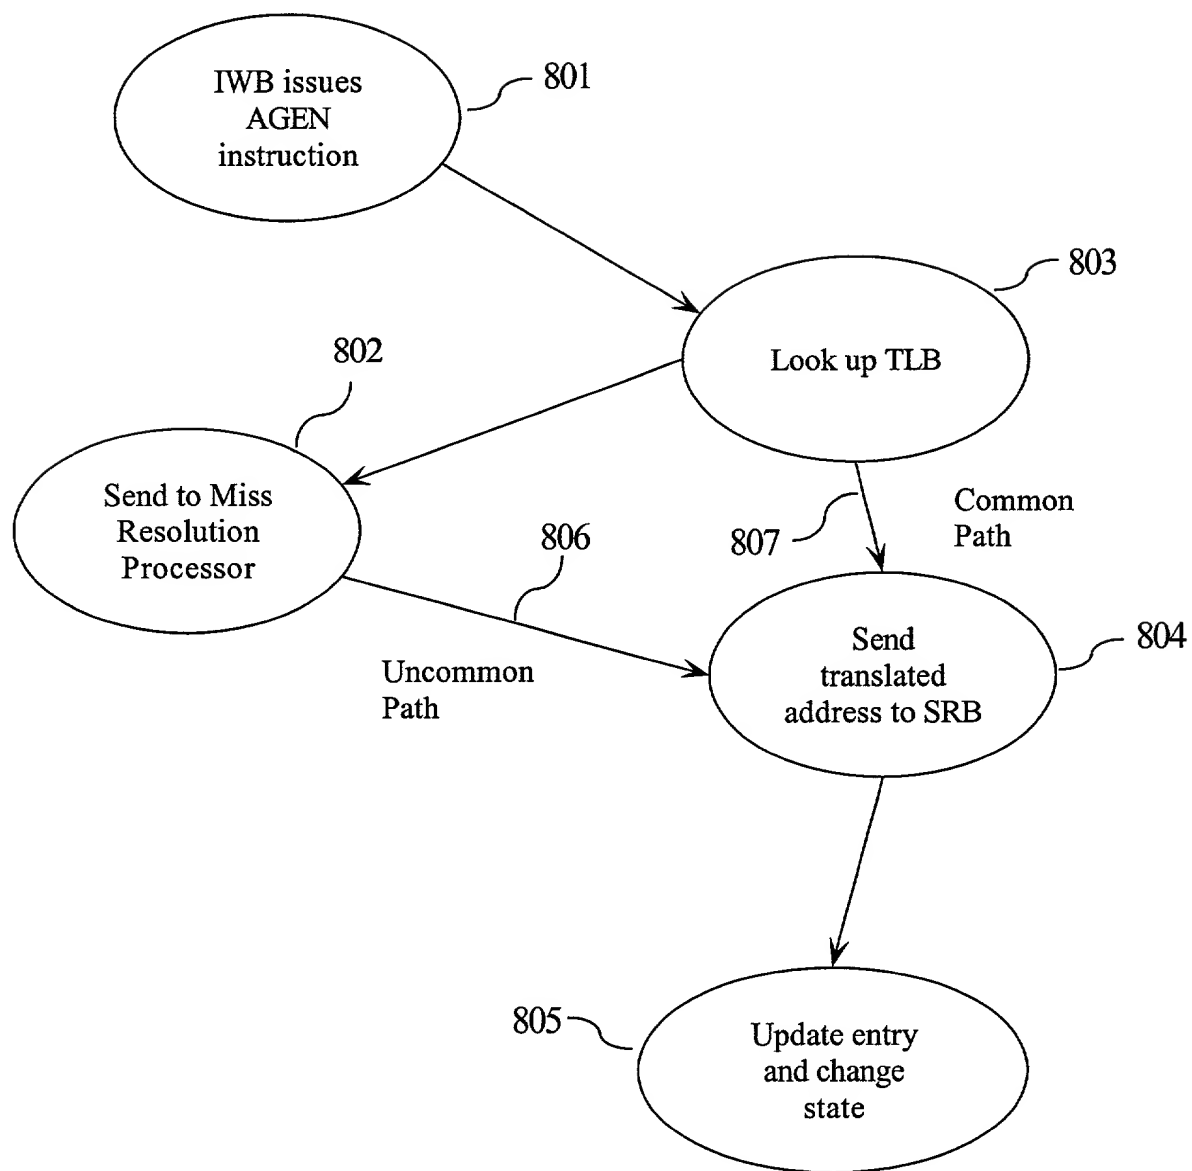 IWB issues
AGEN
instruction
801
803
Look up TLB
802
Send to Miss
Resolution
Processor
806
Uncommon
Path
807
Common
Path
Send
translated
address to SRB
804
805
Update entry
and change
state